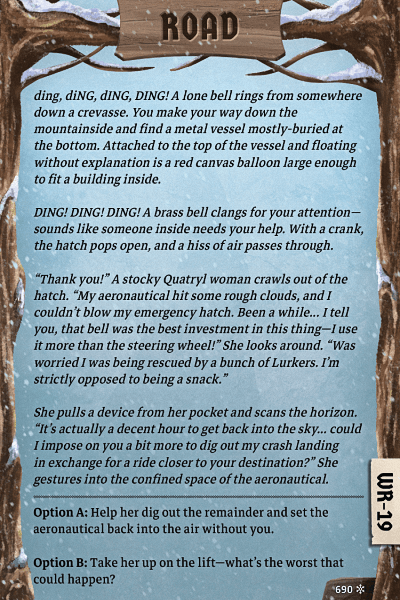 ROAD
ding, diNG, dING, DING! A lone bell rings from somewhere
down a crevasse. You make your way down the
mountainside and find a metal vessel mostly-buried at
the bottom. Attached to the top of the vessel and floating
without explanation is a red canvas balloon large enough
to fit a building inside.
DING! DING! DING! A brass bell clangs for your attention—
sounds like someone inside needs your help. With a crank,
the hatch pops open, and a hiss of air passes through.
“Thank you!” A stocky Quatryl woman crawls out of the
hatch. “My aeronautical hit some rough clouds, and I
couldn’t blow my emergency hatch. Been a while... I tell
you, that bell was the best investment in this thing—I use
it more than the steering wheel!” She looks around. “Was
worried I was being rescued by a bunch of Lurkers. I’m
strictly opposed to being a snack.”
She pulls a device from her pocket and scans the horizon.
“It’s actually a decent hour to get back into the sky... could
I impose on you a bit more to dig out my crash landing
in exchange for a ride closer to your destination?” She
gestures into the confined space of the aeronautical.
Option A: Help her dig out the remainder and set the
aeronautical back into the air without you.
Option B: Take her up on the lift—what’s the worst that
could happen?
WR-19
690